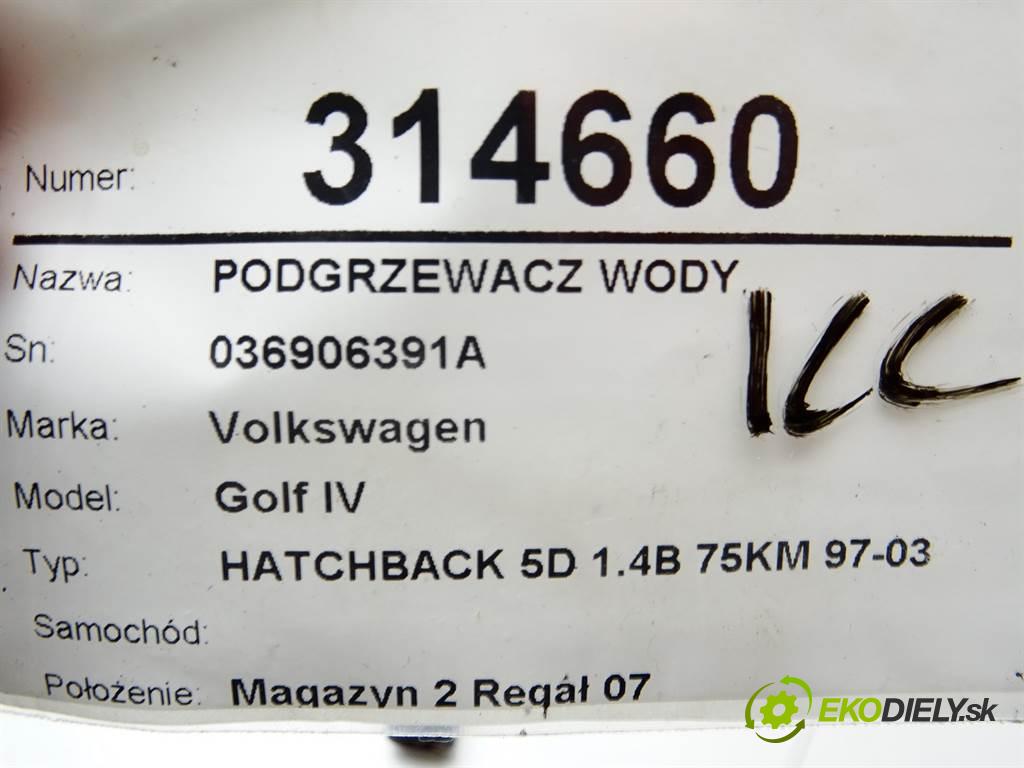 Numer: 314660
Nazwa: PODGRZEWACZ WODY
Sn: 036906391A
Marka: Volkswagen
Model: Golf IV
Typ: HATCHBACK 5D 1.4B 75KM 97-03
Samochód:
Położenie: Magazyn 2 Regał 07
EKODIELY.sk